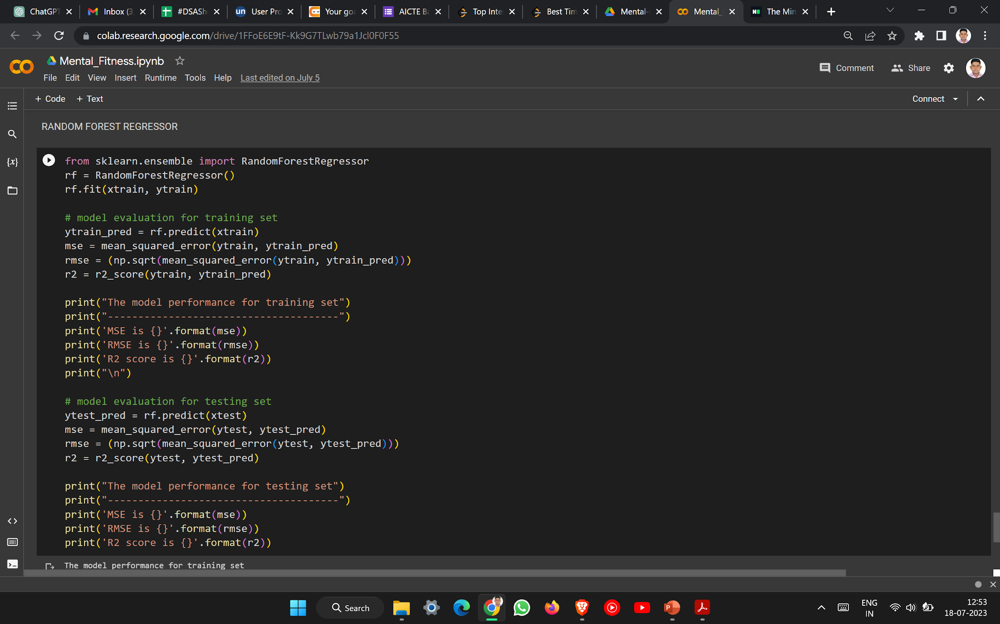 ChatGPT
Inbox (3,
#DSASh
User Pro
Your goa
AICTE Ba
Top Inte
Best Tim
Mental-
Mental_
The Min
colab.research.google.com/drive/1FFoE6E9tF-Kk9G7TLwb79a1Jcl0F0F55
Mental_Fitness.ipynb
Comment
Share
File Edit View Insert Runtime Tools Help Last edited on July 5
+ Code + Text
Connect
RANDOM FOREST REGRESSOR
{x}
from sklearn.ensemble import RandomForestRegressor
rf = RandomForestRegressor()
rf.fit(xtrain, ytrain)
# model evaluation for training set
ytrain_pred = rf.predict(xtrain)
mse = mean_squared_error(ytrain, ytrain_pred)
rmse = (np.sqrt(mean_squared_error(ytrain, ytrain_pred)))
r2 = r2_score(ytrain, ytrain_pred)
print("The model performance for training set")
print("--------------------------------------")
print('MSE is {}'.format(mse))
print('RMSE is {}'.format(rmse))
print('R2 score is {}'.format(r2))
print("\n")
# model evaluation for testing set
ytest_pred = rf.predict(xtest)
mse = mean_squared_error(ytest, ytest_pred)
rmse = (np.sqrt(mean_squared_error(ytest, ytest_pred)))
r2 = r2_score(ytest, ytest_pred)
print("The model performance for testing set")
print("--------------------------------------")
print('MSE is {}'.format(mse))
print('RMSE is {}'.format(rmse))
print('R2 score is {}'.format(r2))
The model performance for training set
Search
ENG
IN
12:53
18-07-2023